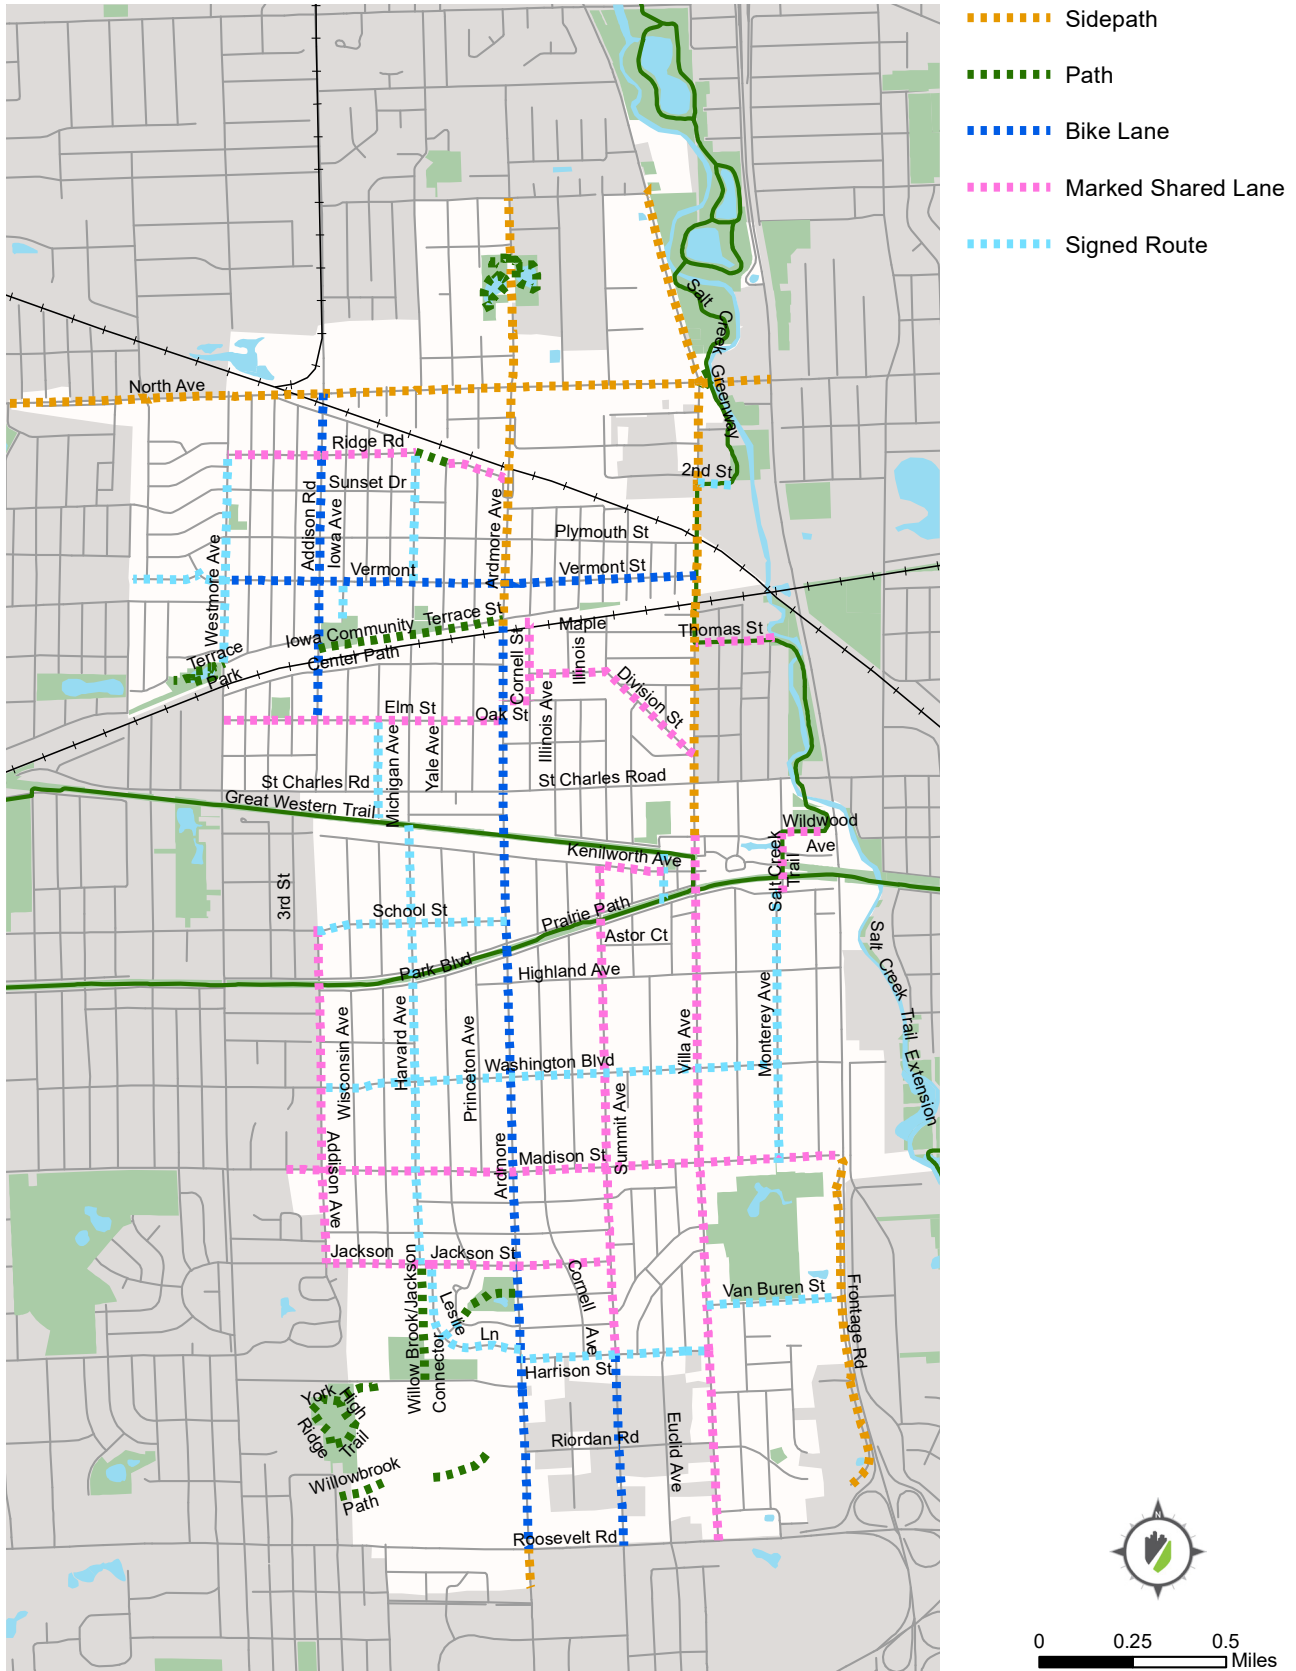 Sidepath
Path
Bike Lane
Marked Shared Lane
Signed Route
Salt Creek Greenway
North Ave
Ridge Rd
2nd St
Sunset Dr
Addison Rd
Iowa Ave
Ardmore Ave
Plymouth St
Westmore Ave
Vermont
Vermont St
Iowa Community
Center Path
Terrace St
Maple
Thomas St
Terrace
Park
Cornell St
Illinois
Division St
Illinois Ave
Elm St
Oak St
Michigan Ave
Yale Ave
St Charles Rd
St Charles Road
Great Western Trail
Wildwood
Ave
Salt Creek
Trail
Kenilworth Ave
3rd St
School St
Prairie Path
Astor Ct
Park Blvd
Highland Ave
Salt Creek Trail Extension
Wisconsin Ave
Harvard Ave
Princeton Ave
Villa Ave
Monterey Ave
Washington Blvd
Summit Ave
Addison Ave
Ardmore
Madison St
Jackson
Jackson St
Willow Brook/Jackson
Connector
Leslie
Ln
Cornell
Ave
Van Buren St
Frontage Rd
Harrison St
York
High
Ridge
Trail
Riordan Rd
Euclid Ave
Willowbrook
Path
Roosevelt Rd
N
0 0.25 0.5
Miles